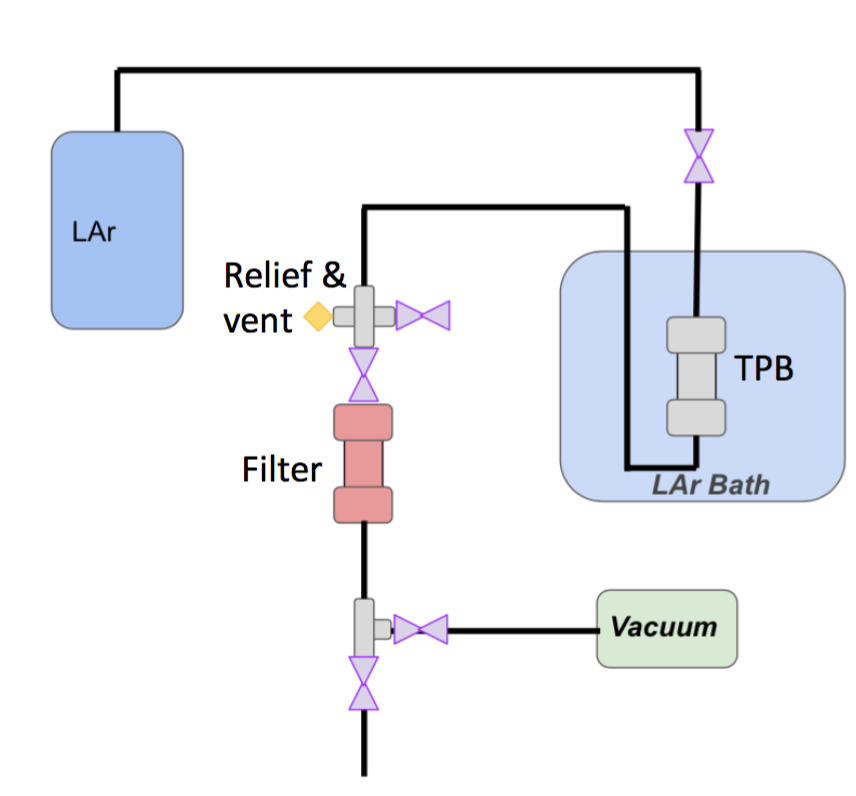 LAr
Relief &
vent
TPB
Filter
LAr Bath
Vacuum